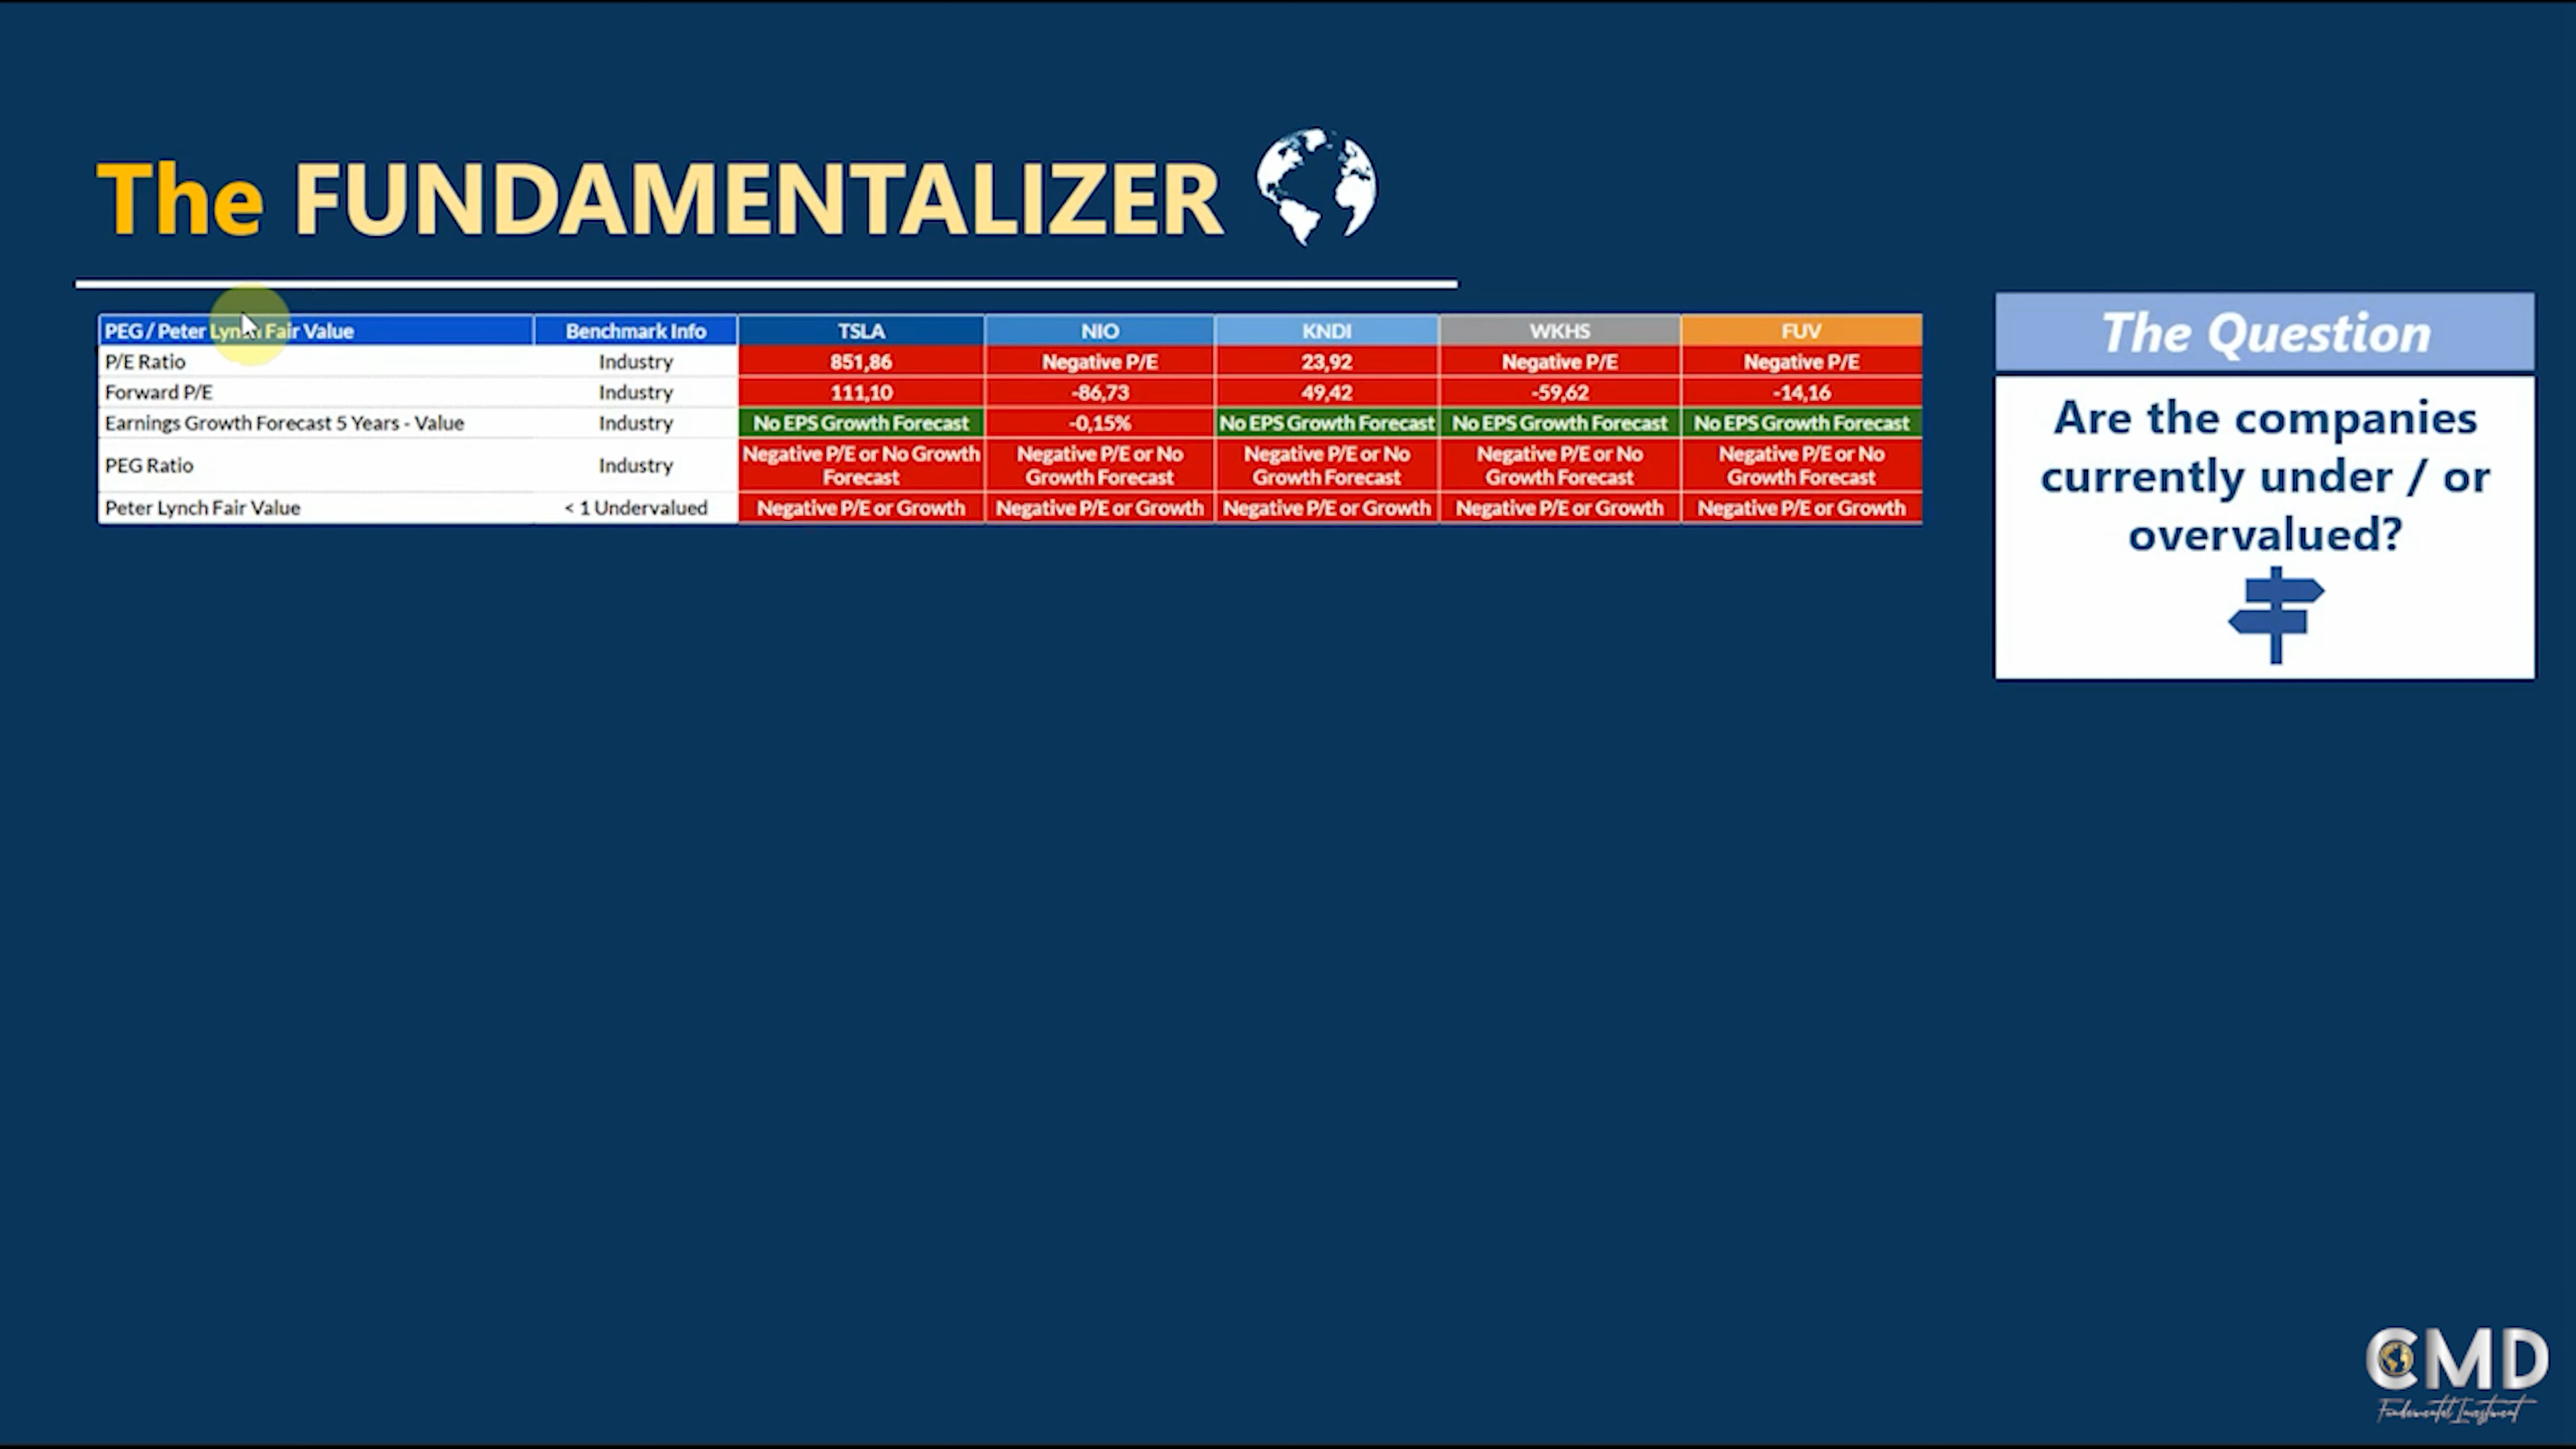 The FUNDAMENTALIZER
PEG / Peter Lynch Fair Value Benchmark Info TSLA NIO KNDI WKHS FUV
P/E Ratio Industry 851,86 Negative P/E 23,92 Negative P/E Negative P/E
Forward P/E Industry 111,10 -86,73 49,42 -59,62 -14,16
Earnings Growth Forecast 5 Years - Value Industry No EPS Growth Forecast -0,15% No EPS Growth Forecast No EPS Growth Forecast No EPS Growth Forecast
PEG Ratio Industry Negative P/E or No Growth Forecast Negative P/E or No Growth Forecast Negative P/E or No Growth Forecast Negative P/E or No Growth Forecast Negative P/E or No Growth Forecast
Peter Lynch Fair Value < 1 Undervalued Negative P/E or Growth Negative P/E or Growth Negative P/E or Growth Negative P/E or Growth Negative P/E or Growth
The Question
Are the companies
currently under / or
overvalued?
CMD
Fundamental Investment